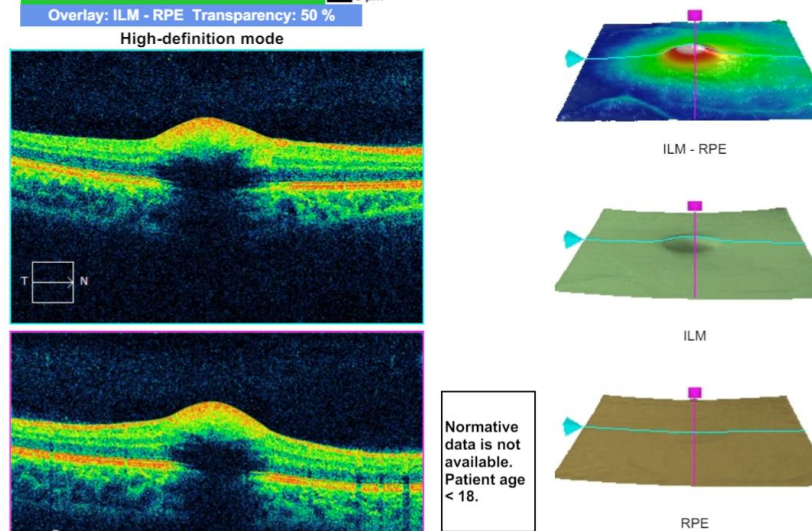 Overlay: ILM - RPE Transparency: 50 %
High-definition mode
T
N
ILM - RPE
ILM
Normative
data is not
available.
Patient age
< 18.
RPE